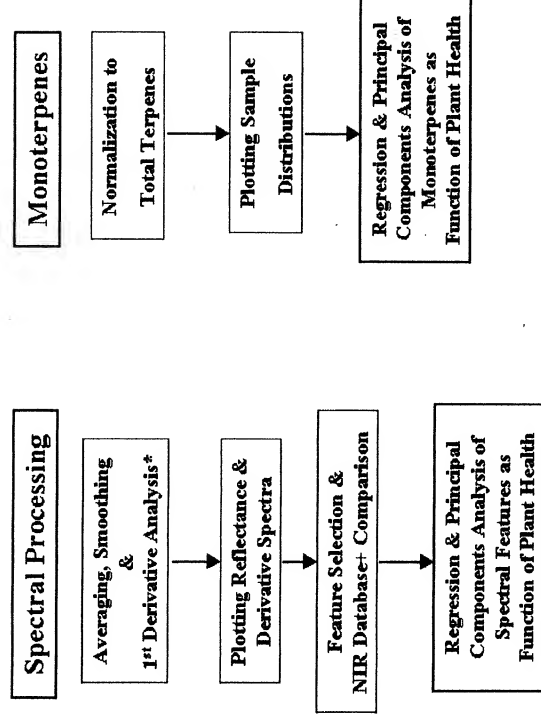 Spectral Processing
Averaging, Smoothing
&
1st Derivative Analysis*
Plotting Reflectance &
Derivative Spectra
Feature Selection &
NIR Database+ Comparison
Regression & Principal
Components Analysis of
Spectral Features as
Function of Plant Health
Monoterpenes
Normalization to
Total Terpenes
Plotting Sample
Distributions
Regression & Principal
Components Analysis of
Monoterpenes as
Function of Plant Health